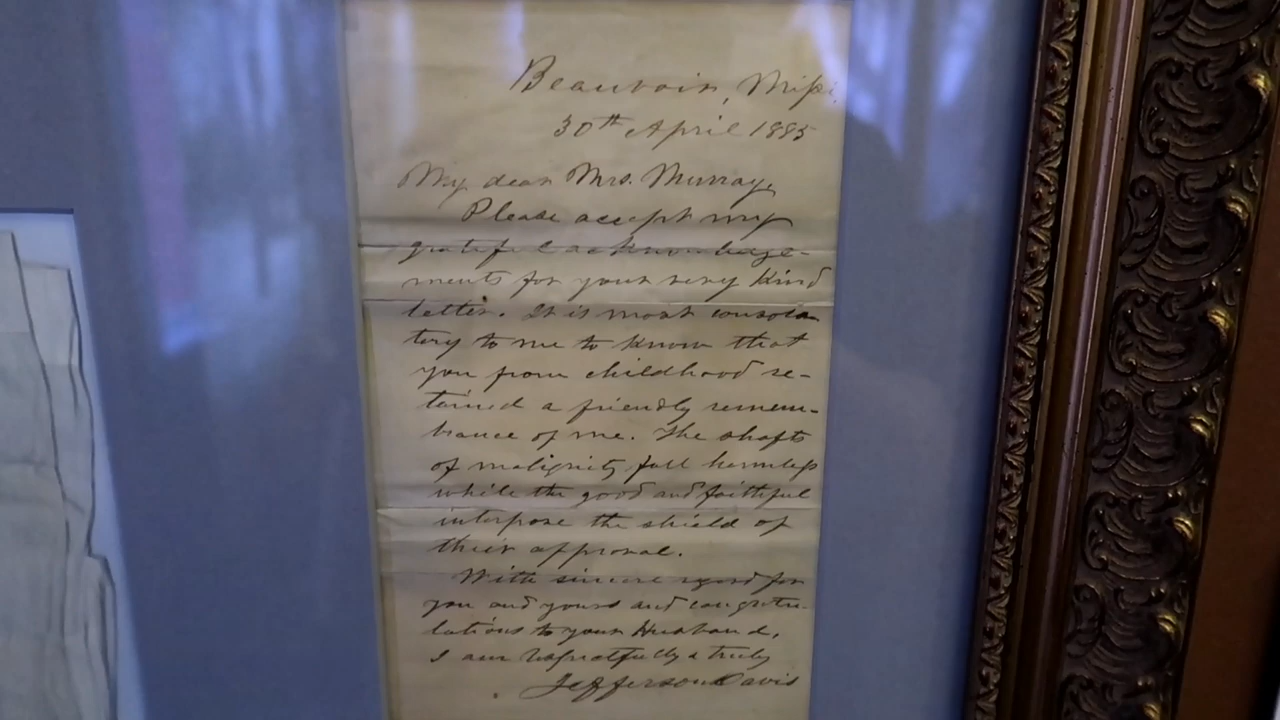 Beauvoir, Missi.
30th April 1885
My dear Mrs. Murray,
Please accept my
grateful acknowledge-
ments for your very kind
letter. It is most consola
tory to me to know that
you from childhood re-
tained a friendly remem-
brance of me. The shafts
of malignity fall harmless
while the good and faithful
interpose the shield of
their approval.
With sincere regard for
you and yours and congratu-
lations to your Husband,
I am respectfully & truly
Jefferson Davis